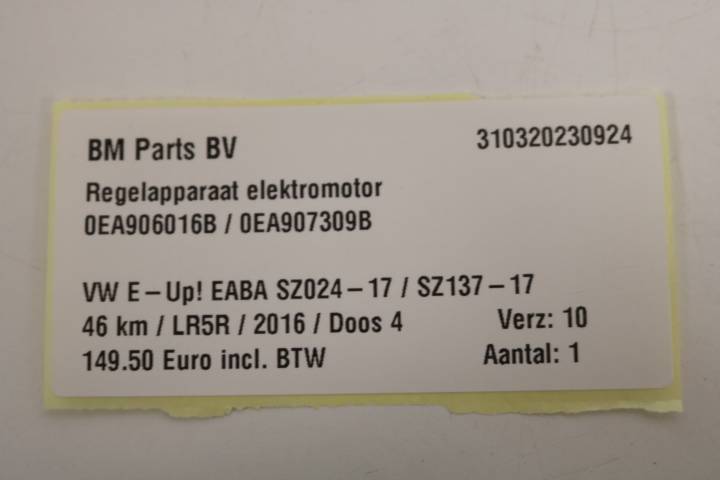 BM Parts BV 310320230924
Regelapparaat elektromotor
0EA906016B / 0EA907309B
VW E-Up! EABA SZ024-17 / SZ137-17
46 km / LR5R / 2016 / Doos 4 Verz: 10
149.50 Euro incl. BTW Aantal: 1